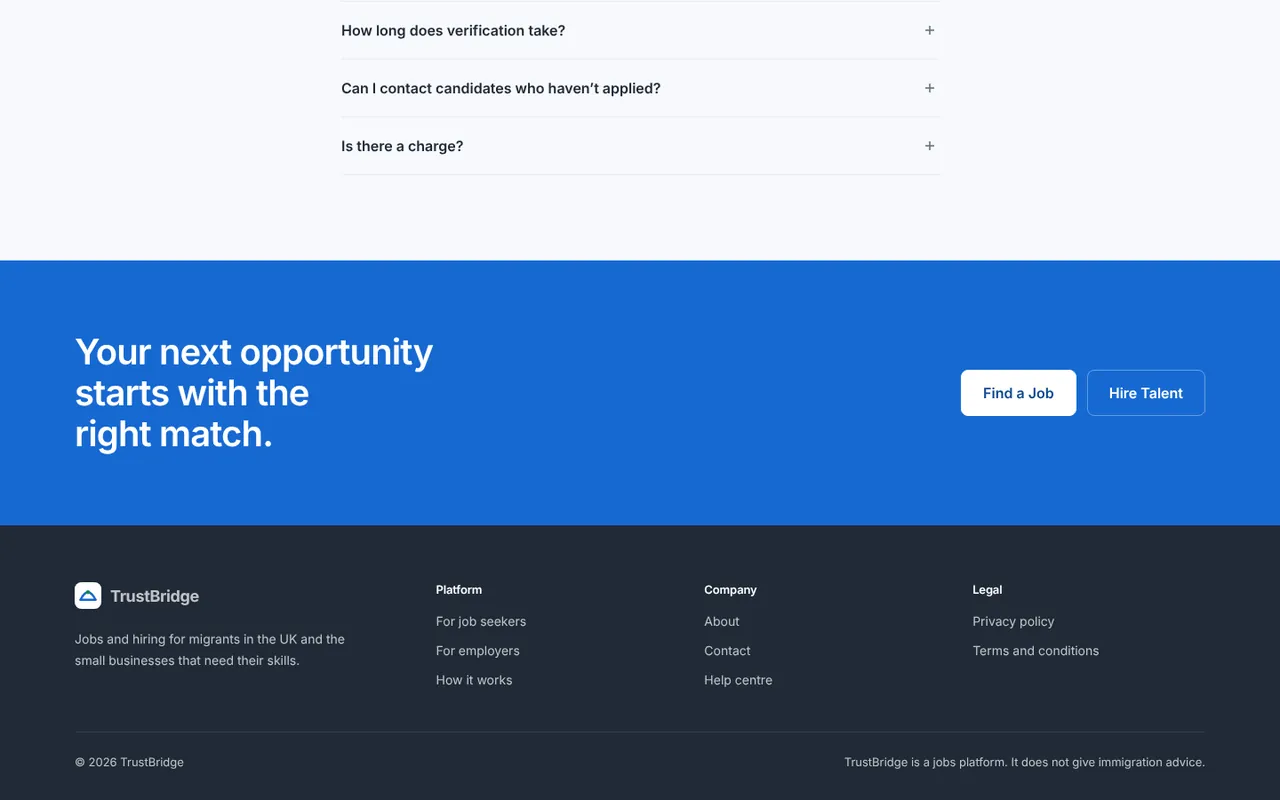 How long does verification take?
Can I contact candidates who haven’t applied?
Is there a charge?
Your next opportunity
starts with the
right match.
Find a Job
Hire Talent
TrustBridge
Jobs and hiring for migrants in the UK and the
small businesses that need their skills.
Platform
For job seekers
For employers
How it works
Company
About
Contact
Help centre
Legal
Privacy policy
Terms and conditions
© 2026 TrustBridge
TrustBridge is a jobs platform. It does not give immigration advice.